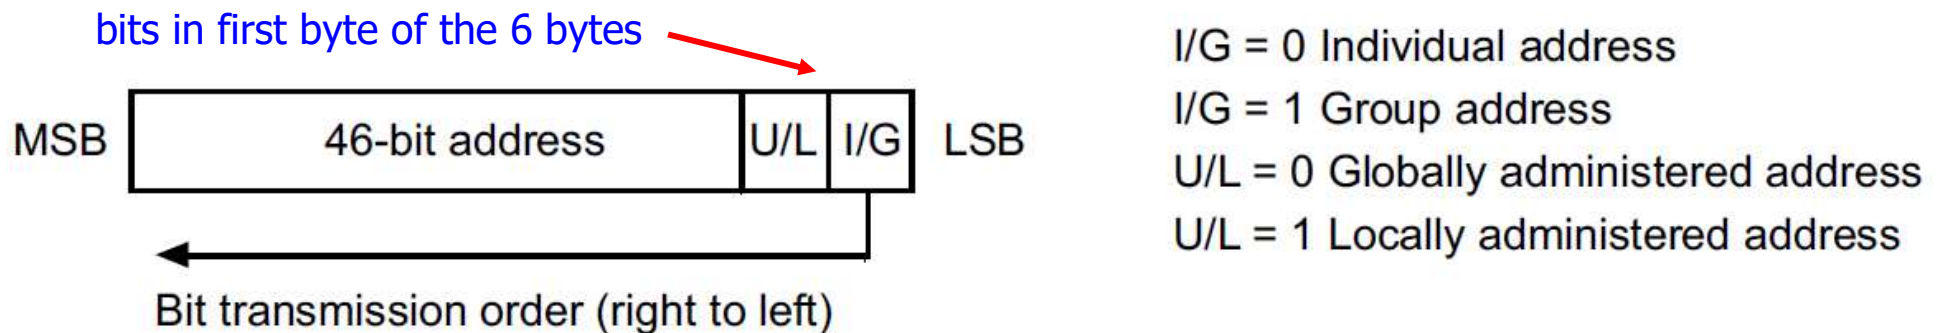 bits in first byte of the 6 bytes
MSB 46-bit address U/L I/G LSB
Bit transmission order (right to left)
I/G = 0 Individual address
I/G = 1 Group address
U/L = 0 Globally administered address
U/L = 1 Locally administered address